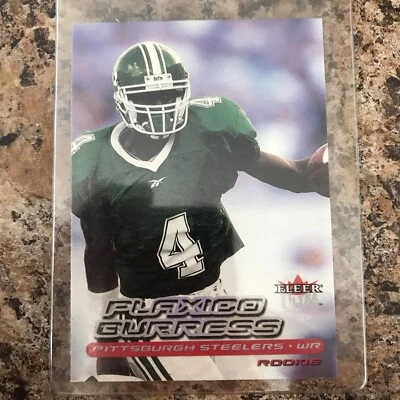 4
4
FLEER
ULTRA
PLAXICO
BURRESS
PITTSBURGH STEELERS • WR
ROOKIE